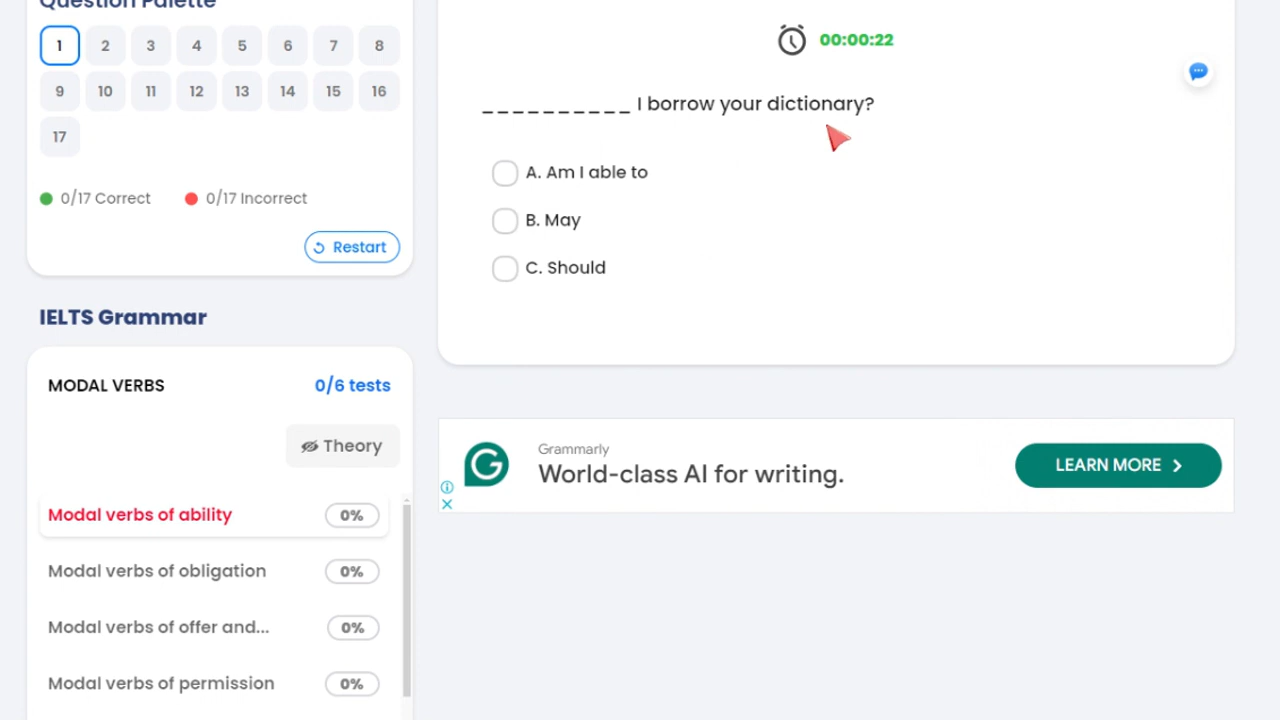 Question Palette
1 2 3 4 5 6 7 8
9 10 11 12 13 14 15 16
17
0/17 Correct 0/17 Incorrect
Restart
IELTS Grammar
MODAL VERBS 0/6 tests
Theory
Modal verbs of ability 0%
Modal verbs of obligation 0%
Modal verbs of offer and... 0%
Modal verbs of permission 0%
00:00:22
__________ I borrow your dictionary?
A. Am I able to
B. May
C. Should
Grammarly
World-class AI for writing.
LEARN MORE